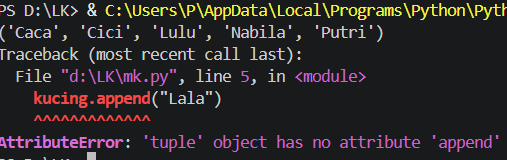 PS D:\LK> & C:\Users\P\AppData\Local\Programs\Python\Pyth
('Caca', 'Cici', 'Lulu', 'Nabila', 'Putri')
Traceback (most recent call last):
  File "d:\LK\mk.py", line 5, in <module>
    kucing.append("Lala")
    ^^^^^^^^^^^^^
AttributeError: 'tuple' object has no attribute 'append'